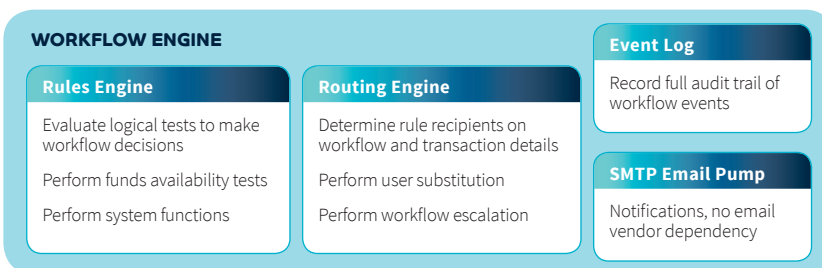 WORKFLOW ENGINE
Rules Engine
Evaluate logical tests to make
workflow decisions
Perform funds availability tests
Perform system functions
Routing Engine
Determine rule recipients on
workflow and transaction details
Perform user substitution
Perform workflow escalation
Event Log
Record full audit trail of
workflow events
SMTP Email Pump
Notifications, no email
vendor dependency